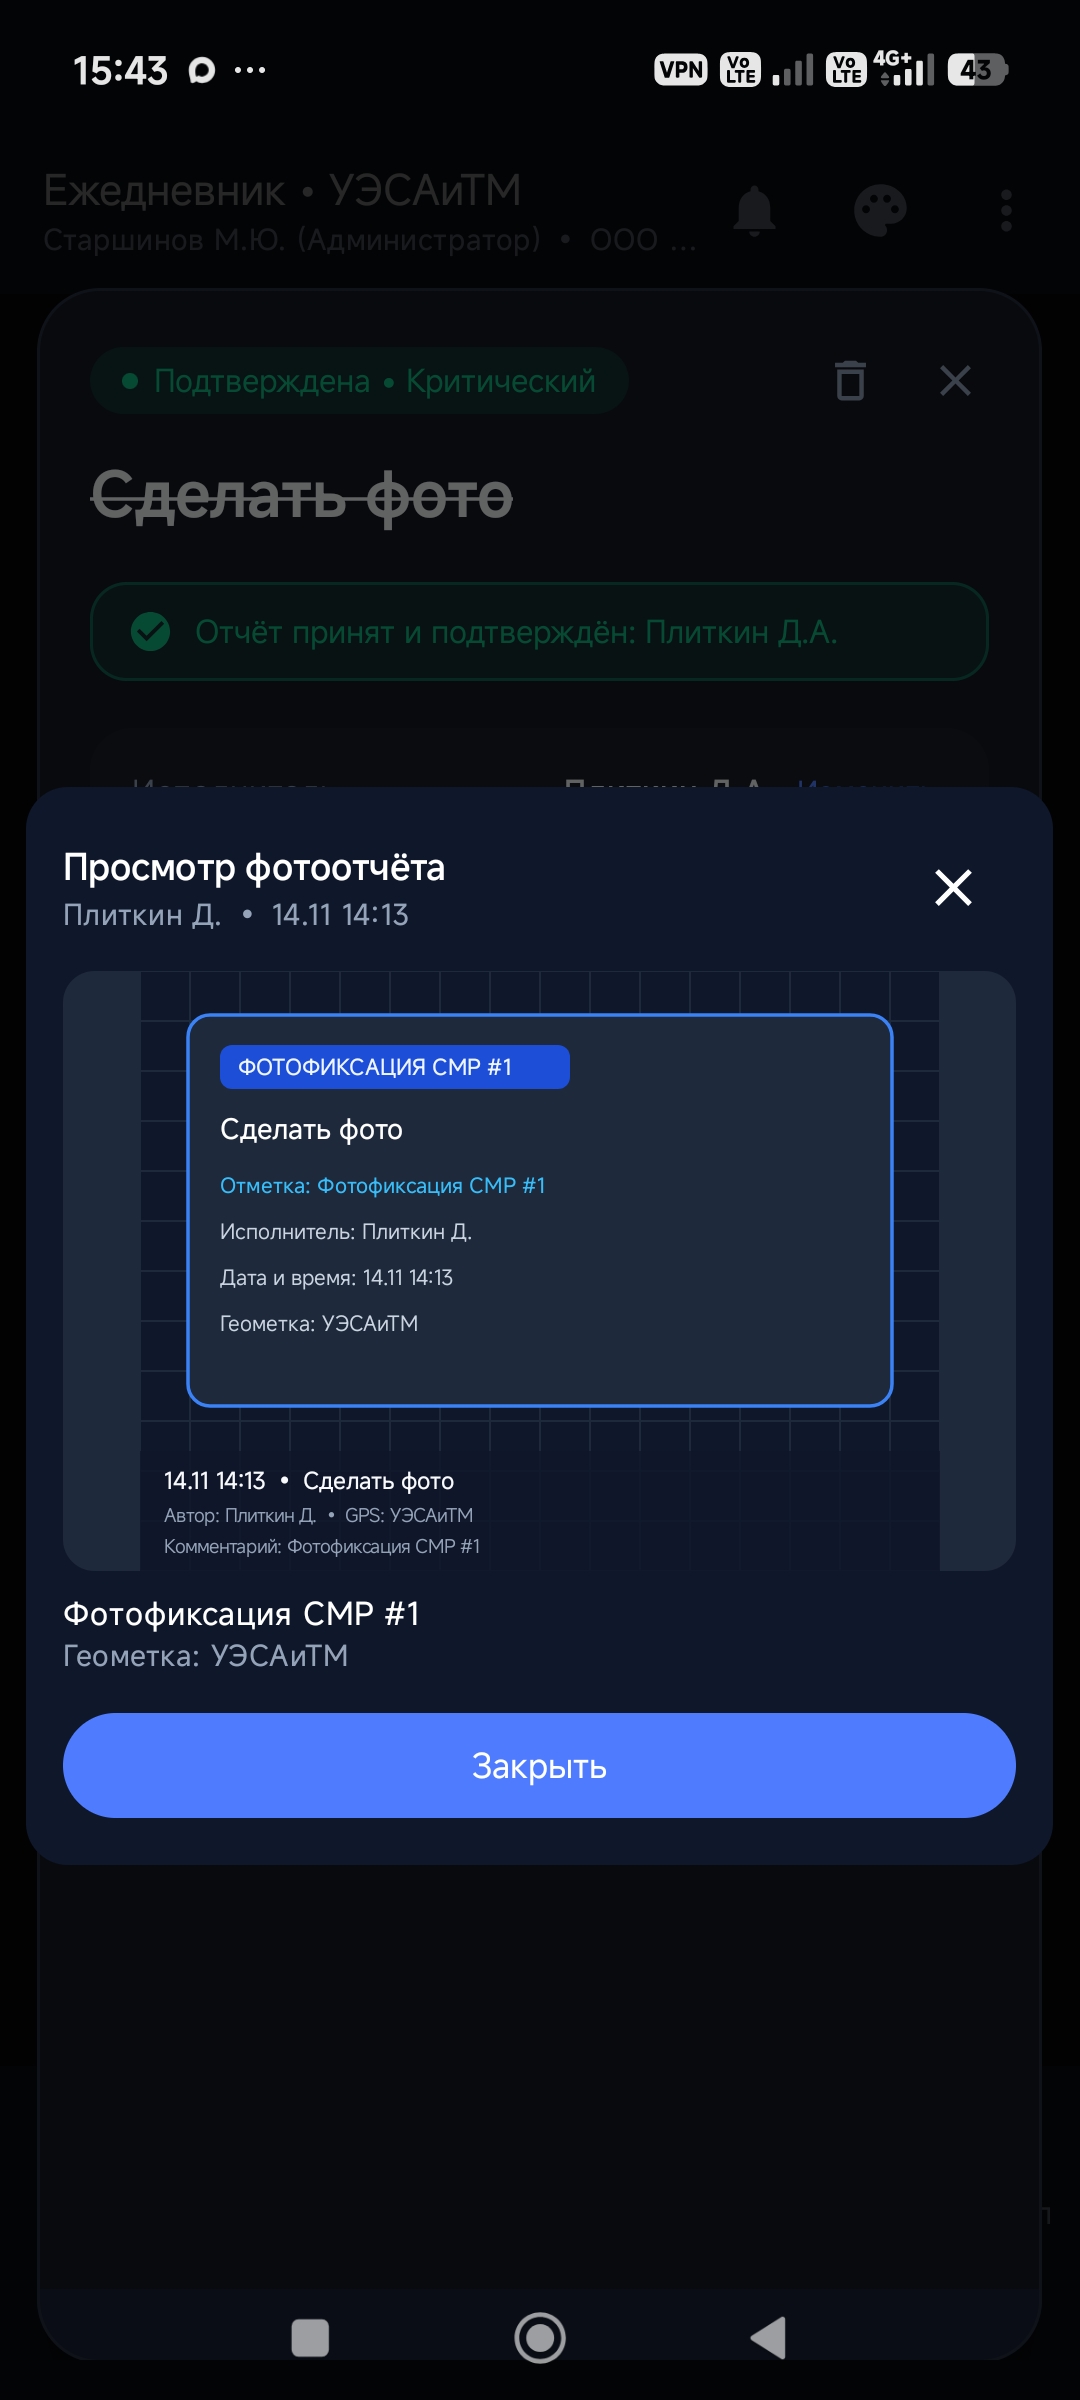 15:43
VPN Vo LTE Vo LTE 4G+ 43
Ежедневник • УЭСАиТМ
Старшинов М.Ю. (Администратор) • ООО ...
Подтверждена • Критический
Сделать фото
Отчёт принят и подтверждён: Плиткин Д.А.
Исполнитель Плиткин Д.А. Изменить
Просмотр фотоотчёта
Плиткин Д. • 14.11 14:13
ФОТОФИКСАЦИЯ СМР #1
Сделать фото
Отметка: Фотофиксация СМР #1
Исполнитель: Плиткин Д.
Дата и время: 14.11 14:13
Геометка: УЭСАиТМ
14.11 14:13 • Сделать фото
Автор: Плиткин Д. • GPS: УЭСАиТМ
Комментарий: Фотофиксация СМР #1
Фотофиксация СМР #1
Геометка: УЭСАиТМ
Закрыть